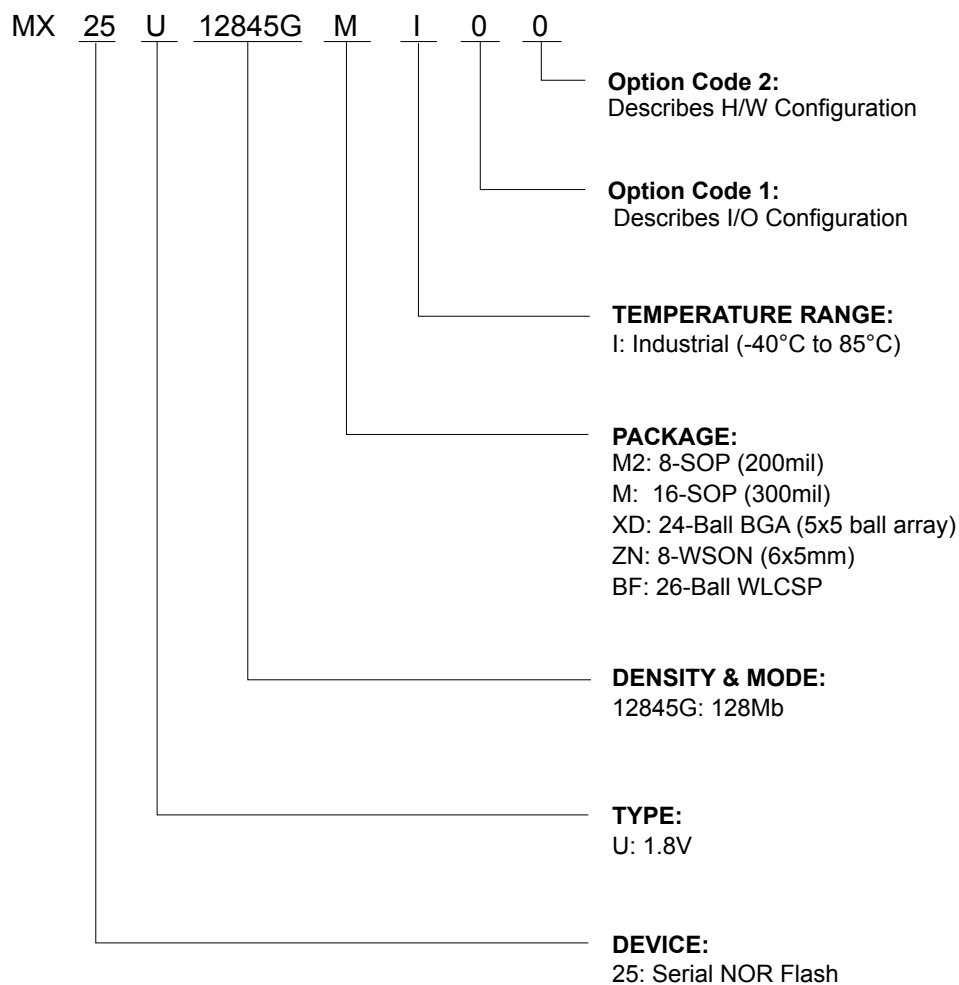 MX 25 U 12845G M I 0 0
Option Code 2:
Describes H/W Configuration
Option Code 1:
Describes I/O Configuration
TEMPERATURE RANGE:
I: Industrial (-40°C to 85°C)
PACKAGE:
M2: 8-SOP (200mil)
M: 16-SOP (300mil)
XD: 24-Ball BGA (5x5 ball array)
ZN: 8-WSON (6x5mm)
BF: 26-Ball WLCSP
DENSITY & MODE:
12845G: 128Mb
TYPE:
U: 1.8V
DEVICE:
25: Serial NOR Flash